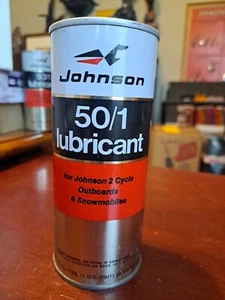 Johnson
50/1
lubricant
for Johnson 2 Cycle
Outboards
& Snowmobiles